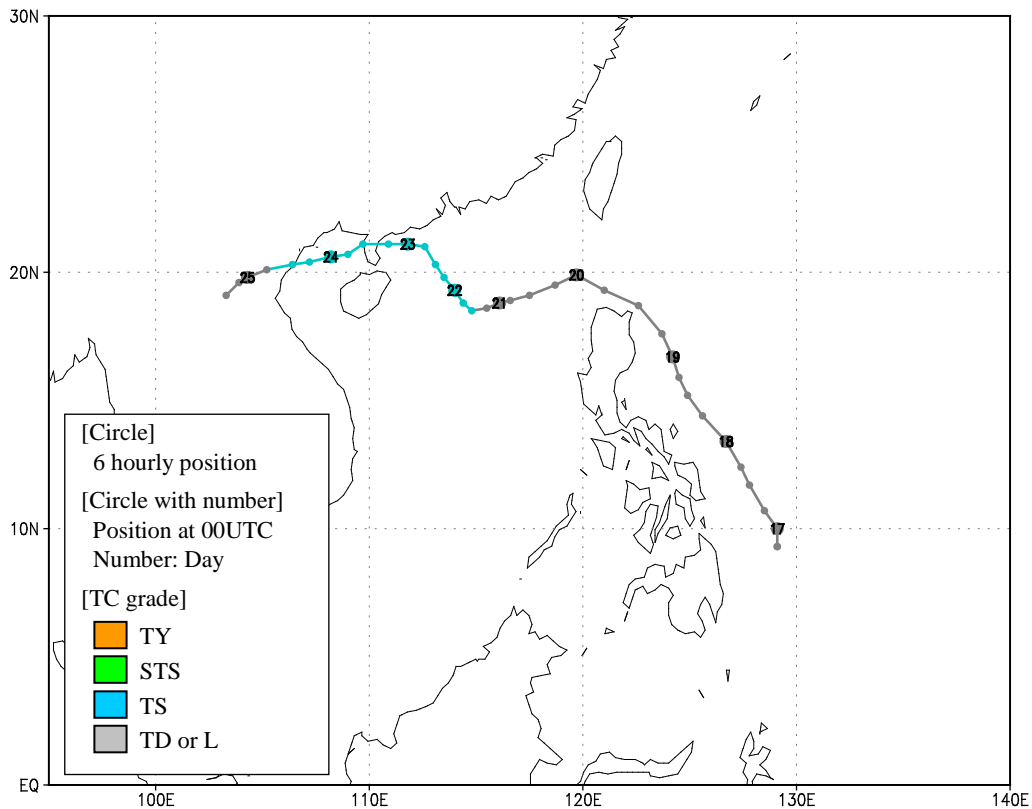 30N
20N
10N
EQ
100E
110E
120E
130E
140E
25
24
23
22
21
20
19
18
17
[Circle]
6 hourly position
[Circle with number]
Position at 00UTC
Number: Day
[TC grade]
TY
STS
TS
TD or L